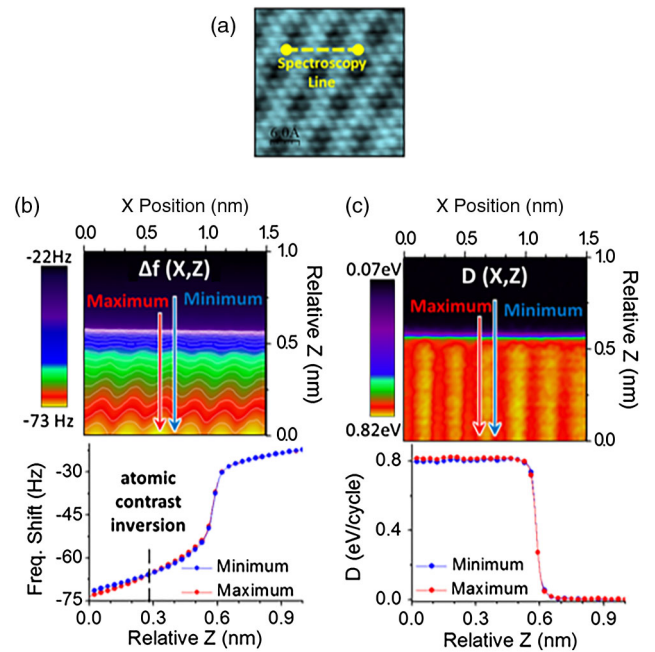 (a)
Spectroscopy
Line
6.0Å
(b)
X Position (nm)
0.0 0.5 1.0 1.5
-22Hz
-73 Hz
Δf (X,Z)
Maximum Minimum
1.0
0.5
0.0
Relative Z (nm)
Freq. Shift (Hz)
-30
-45
-60
-75
atomic
contrast
inversion
Minimum
Maximum
0.0 0.3 0.6 0.9
Relative Z (nm)
(c)
X Position (nm)
0.0 0.5 1.0 1.5
0.07eV
0.82eV
D (X,Z)
Maximum Minimum
1.0
0.5
0.0
Relative Z (nm)
D (eV/cycle)
0.8
0.4
0.0
Minimum
Maximum
0.0 0.3 0.6 0.9
Relative Z (nm)